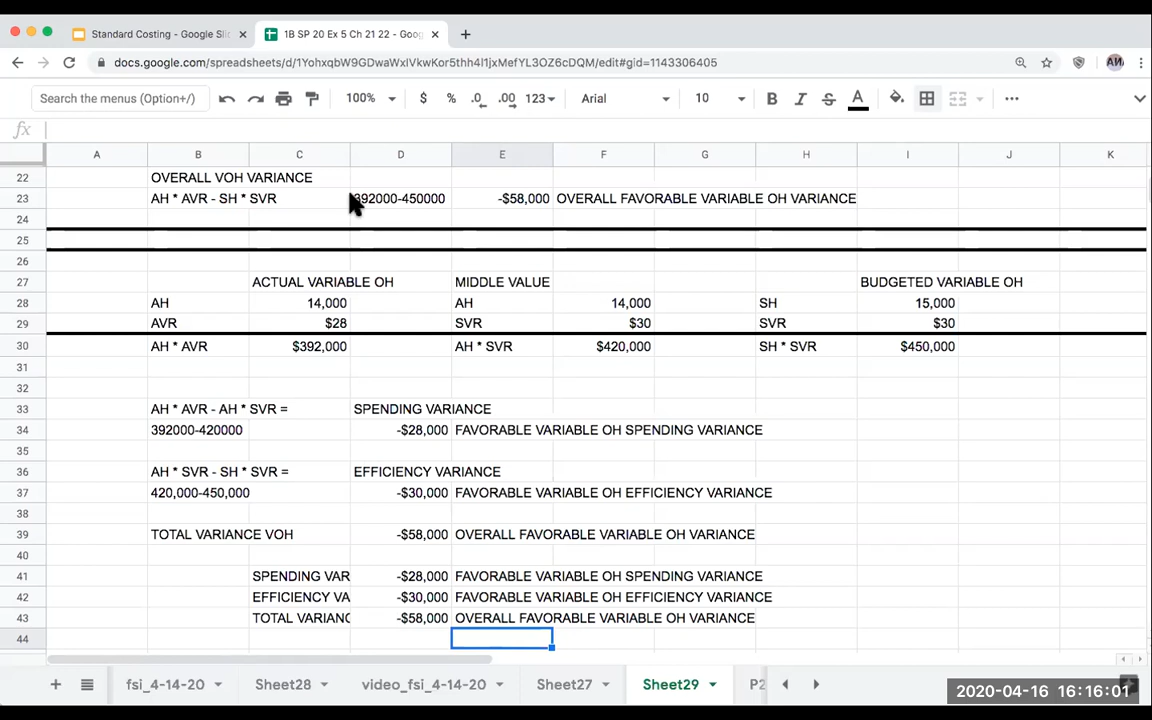 Standard Costing - Google Slid
1B SP 20 Ex 5 Ch 21 22 - Goog
docs.google.com/spreadsheets/d/1YohxqbW9GDwaWxIVkwKor5thh4l1jxMefYL3OZ6cDQM/edit#gid=1143306405
Search the menus (Option+/) 100% $ % .0 .00 123 Arial 10 B I S A
fx
A B C D E F G H I J K
22 OVERALL VOH VARIANCE
23 AH * AVR - SH * SVR 392000-450000 -$58,000 OVERALL FAVORABLE VARIABLE OH VARIANCE
24
25
26
27 ACTUAL VARIABLE OH MIDDLE VALUE BUDGETED VARIABLE OH
28 AH 14,000 AH 14,000 SH 15,000
29 AVR $28 SVR $30 SVR $30
30 AH * AVR $392,000 AH * SVR $420,000 SH * SVR $450,000
31
32
33 AH * AVR - AH * SVR = SPENDING VARIANCE
34 392000-420000 -$28,000 FAVORABLE VARIABLE OH SPENDING VARIANCE
35
36 AH * SVR - SH * SVR = EFFICIENCY VARIANCE
37 420,000-450,000 -$30,000 FAVORABLE VARIABLE OH EFFICIENCY VARIANCE
38
39 TOTAL VARIANCE VOH -$58,000 OVERALL FAVORABLE VARIABLE OH VARIANCE
40
41 SPENDING VAR -$28,000 FAVORABLE VARIABLE OH SPENDING VARIANCE
42 EFFICIENCY VA -$30,000 FAVORABLE VARIABLE OH EFFICIENCY VARIANCE
43 TOTAL VARIANC -$58,000 OVERALL FAVORABLE VARIABLE OH VARIANCE
44
fsi_4-14-20 Sheet28 video_fsi_4-14-20 Sheet27 Sheet29 P2
2020-04-16 16:16:01